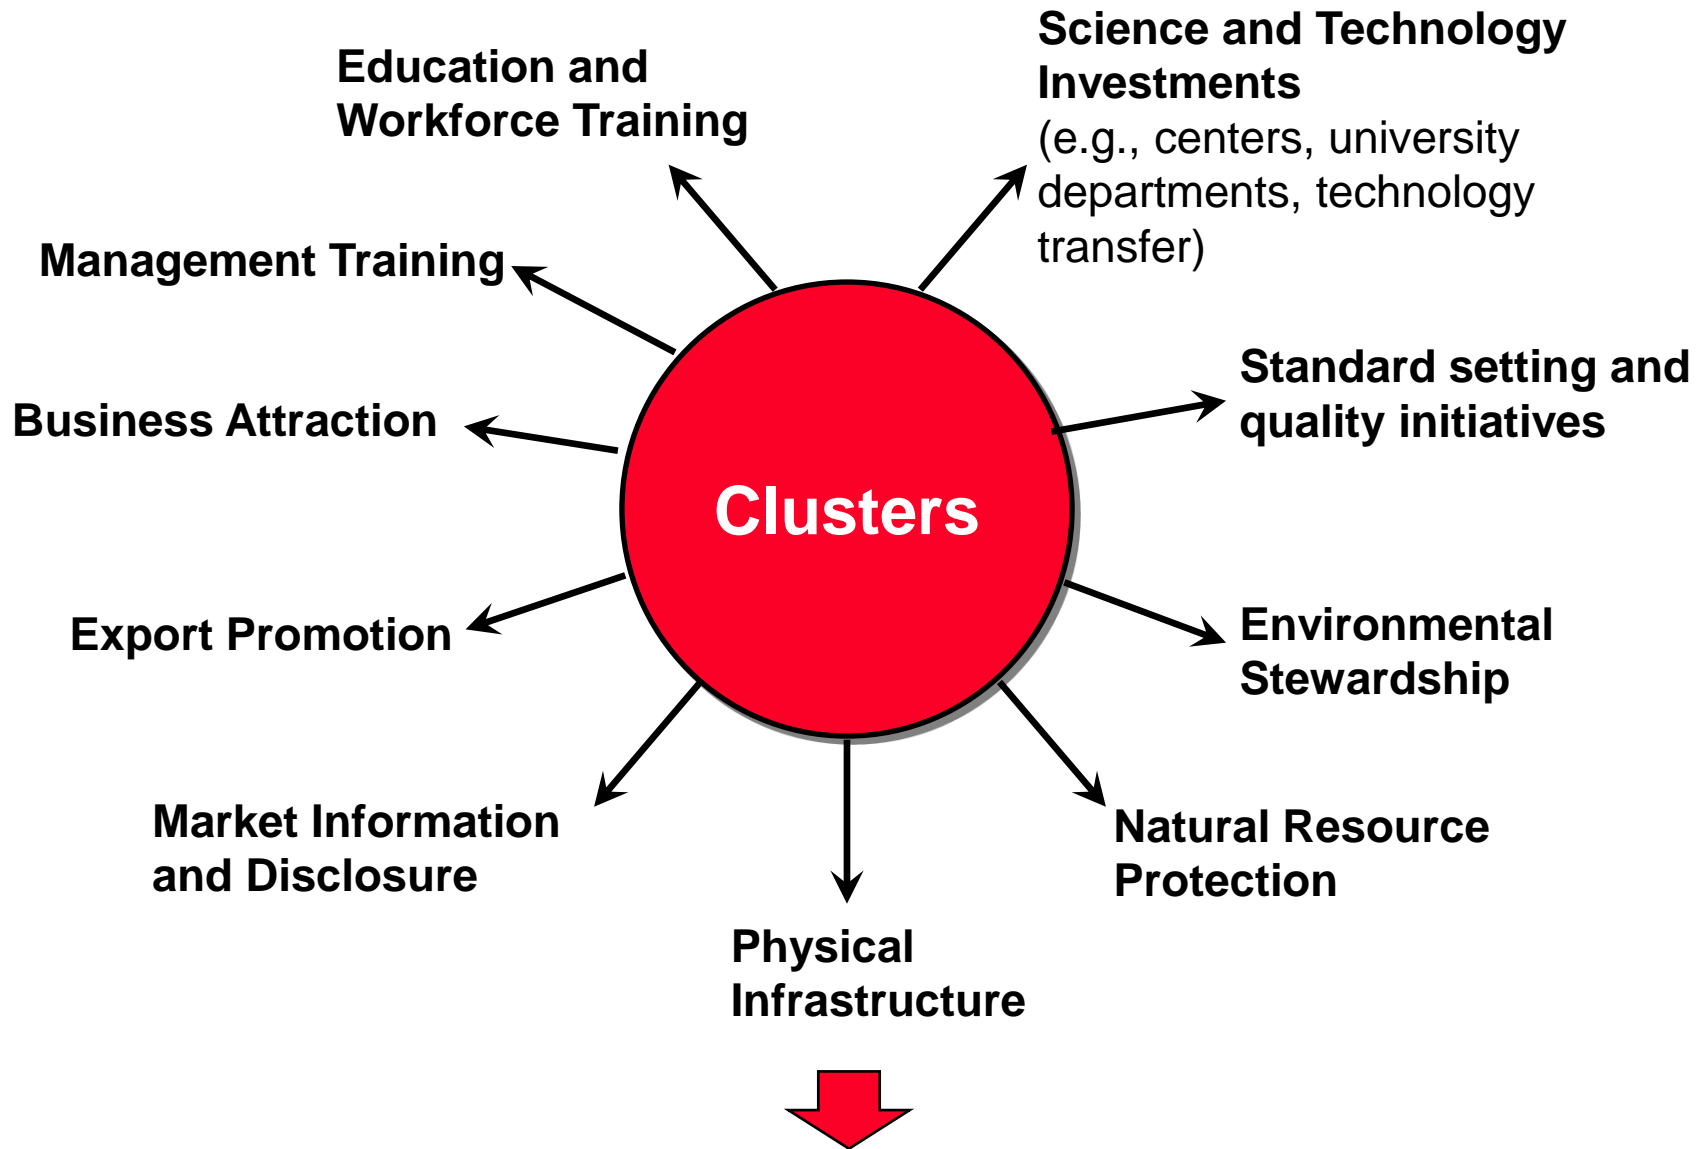 Science and Technology
Investments
(e.g., centers, university
departments, technology
transfer)
Education and
Workforce Training
Management Training
Standard setting and
quality initiatives
Business Attraction
Clusters
Environmental
Stewardship
Export Promotion
Market Information
and Disclosure
Natural Resource
Protection
Physical
Infrastructure